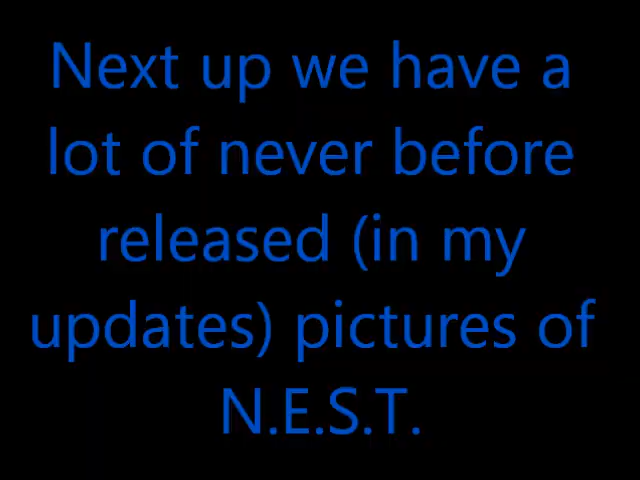 Next up we have a
lot of never before
released (in my
updates) pictures of
N.E.S.T.